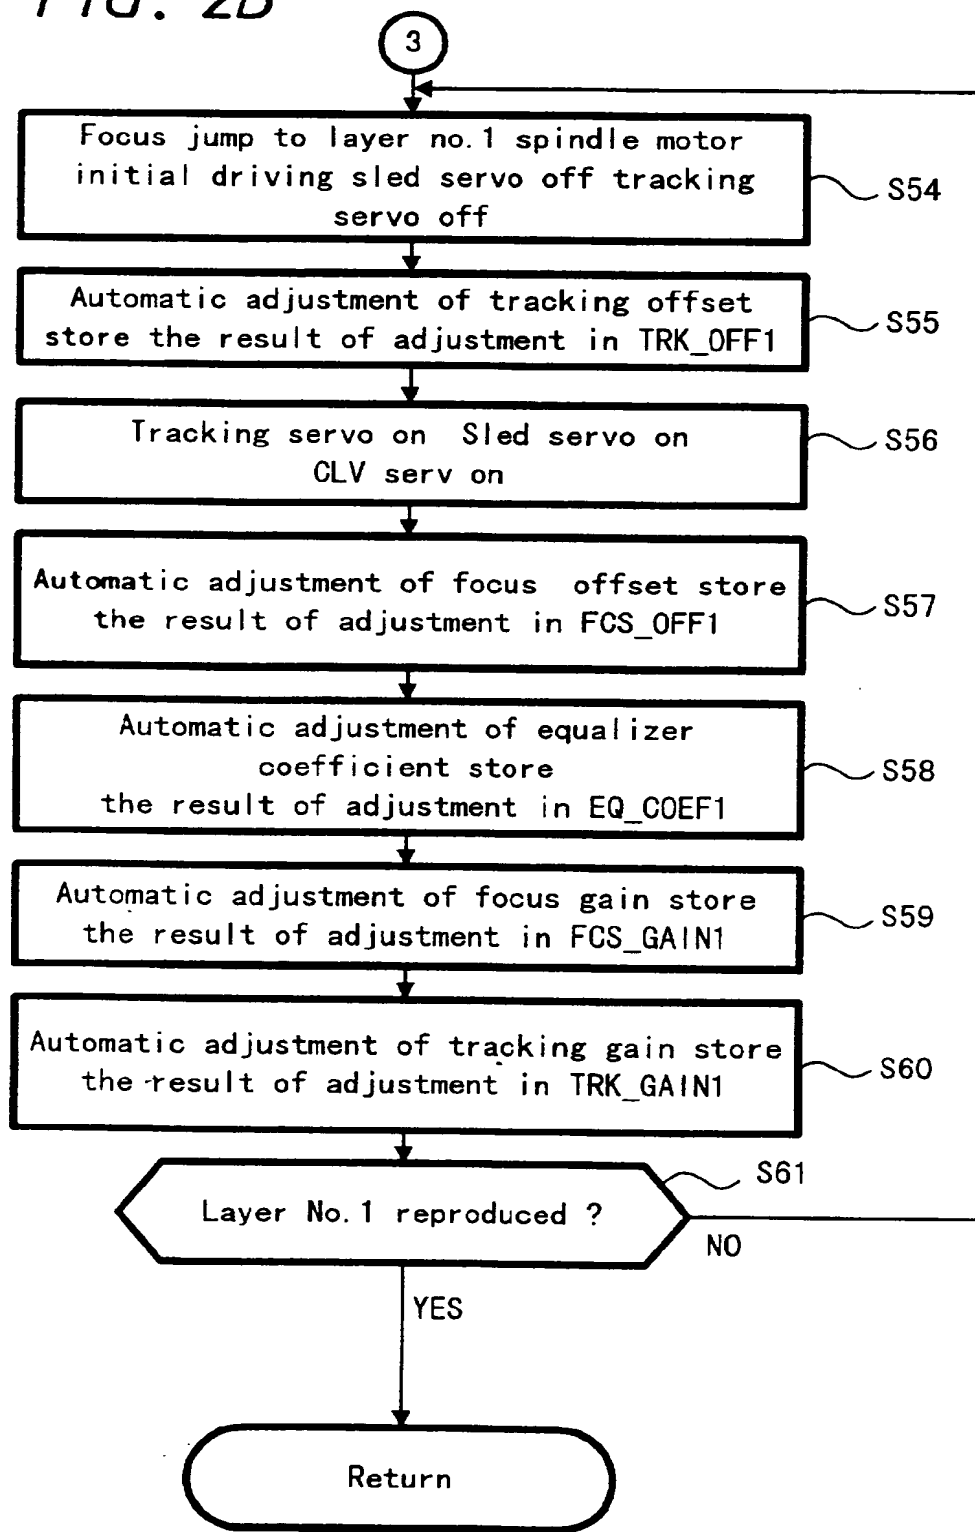 FIG. 2B
3
Focus jump to layer no.1 spindle motor
initial driving sled servo off tracking
servo off
S54
Automatic adjustment of tracking offset
store the result of adjustment in TRK_OFF1
S55
Tracking servo on Sled servo on
CLV serv on
S56
Automatic adjustment of focus offset store
the result of adjustment in FCS_OFF1
S57
Automatic adjustment of equalizer
coefficient store
the result of adjustment in EQ_COEF1
S58
Automatic adjustment of focus gain store
the result of adjustment in FCS_GAIN1
S59
Automatic adjustment of tracking gain store
the result of adjustment in TRK_GAIN1
S60
S61
Layer No.1 reproduced ?
NO
YES
Return